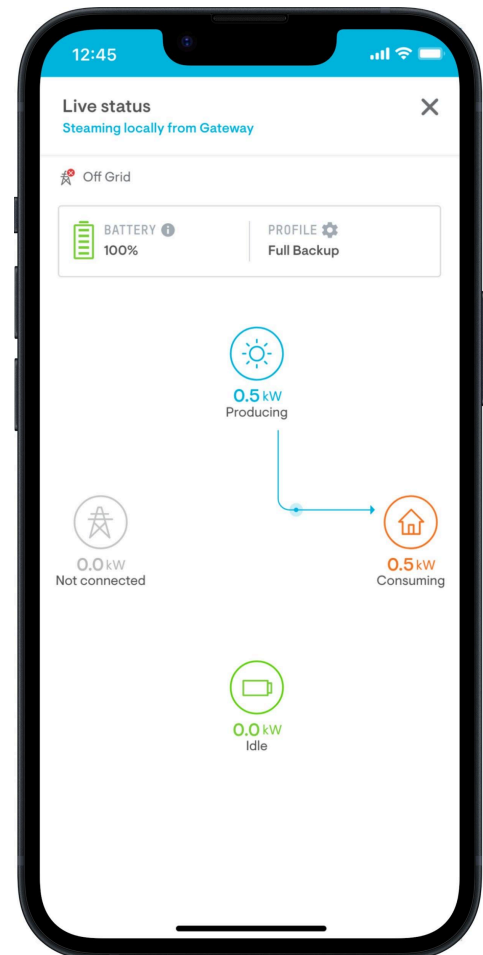 12:45
Live status
Steaming locally from Gateway
Off Grid
BATTERY PROFILE
100% Full Backup
0.5 kW
Producing
0.0 kW 0.5 kW
Not connected Consuming
0.0 kW
Idle